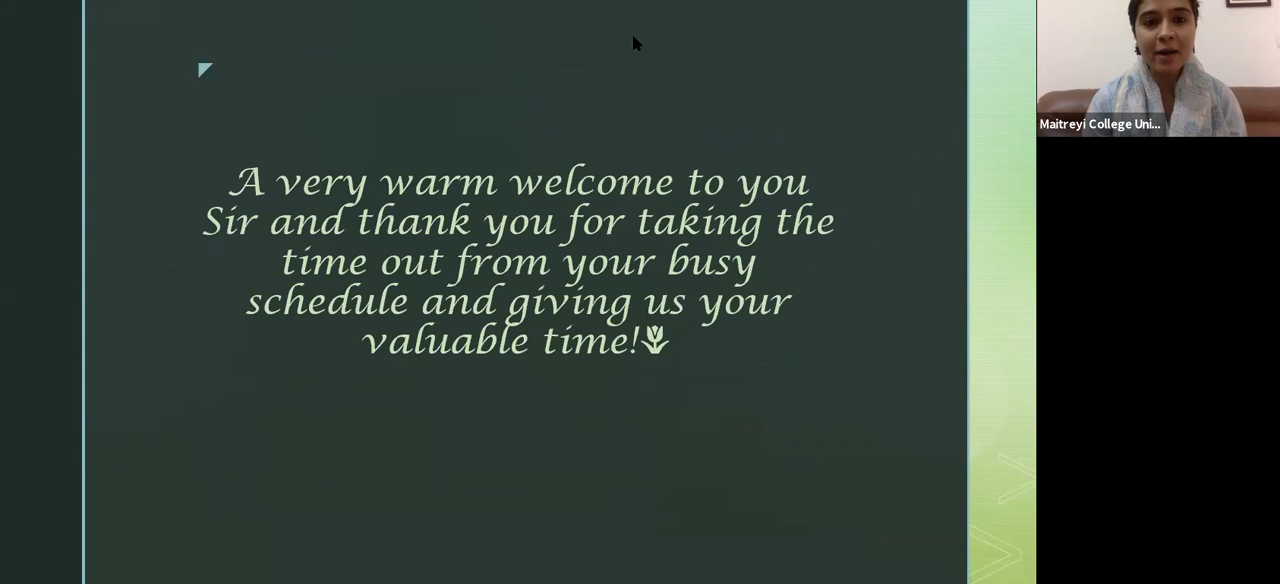 A very warm welcome to you
Sir and thank you for taking the
time out from your busy
schedule and giving us your
valuable time!🌷
Maitreyi College Uni...